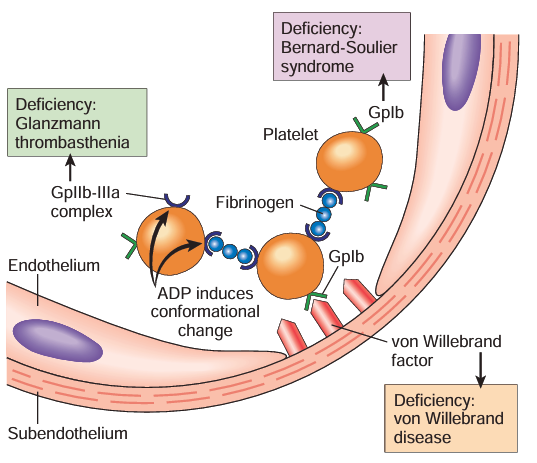 Deficiency:
Bernard-Soulier
syndrome
Deficiency:
Glanzmann
thrombasthenia
GpIb
Platelet
GpIIb-IIIa
complex
Fibrinogen
GpIb
Endothelium
ADP induces
conformational
change
von Willebrand
factor
Deficiency:
von Willebrand
disease
Subendothelium